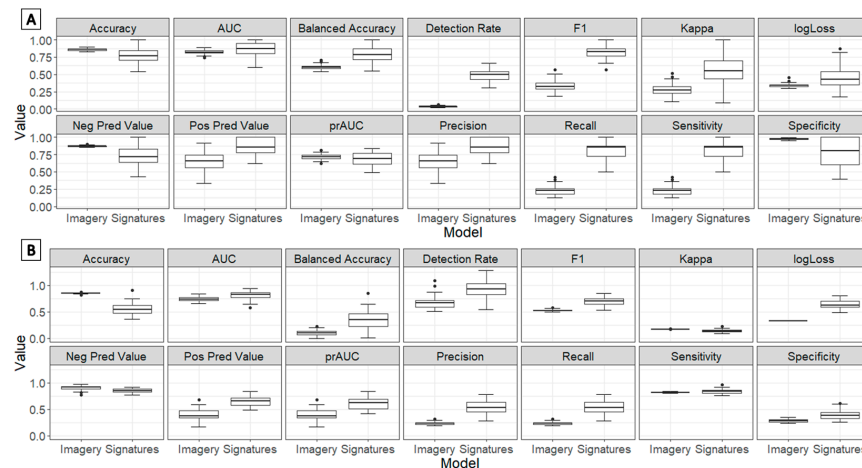 A
Accuracy AUC Balanced Accuracy Detection Rate F1 Kappa logLoss
1.00
0.75
0.50
0.25
0.00
Neg Pred Value Pos Pred Value prAUC Precision Recall Sensitivity Specificity
1.00
0.75
0.50
0.25
0.00
Value
Imagery Signatures Imagery Signatures Imagery Signatures Imagery Signatures Imagery Signatures Imagery Signatures Imagery Signatures
Model
B
Accuracy AUC Balanced Accuracy Detection Rate F1 Kappa logLoss
1.0
0.5
0.0
Neg Pred Value Pos Pred Value prAUC Precision Recall Sensitivity Specificity
1.0
0.5
0.0
Value
Imagery Signatures Imagery Signatures Imagery Signatures Imagery Signatures Imagery Signatures Imagery Signatures Imagery Signatures
Model